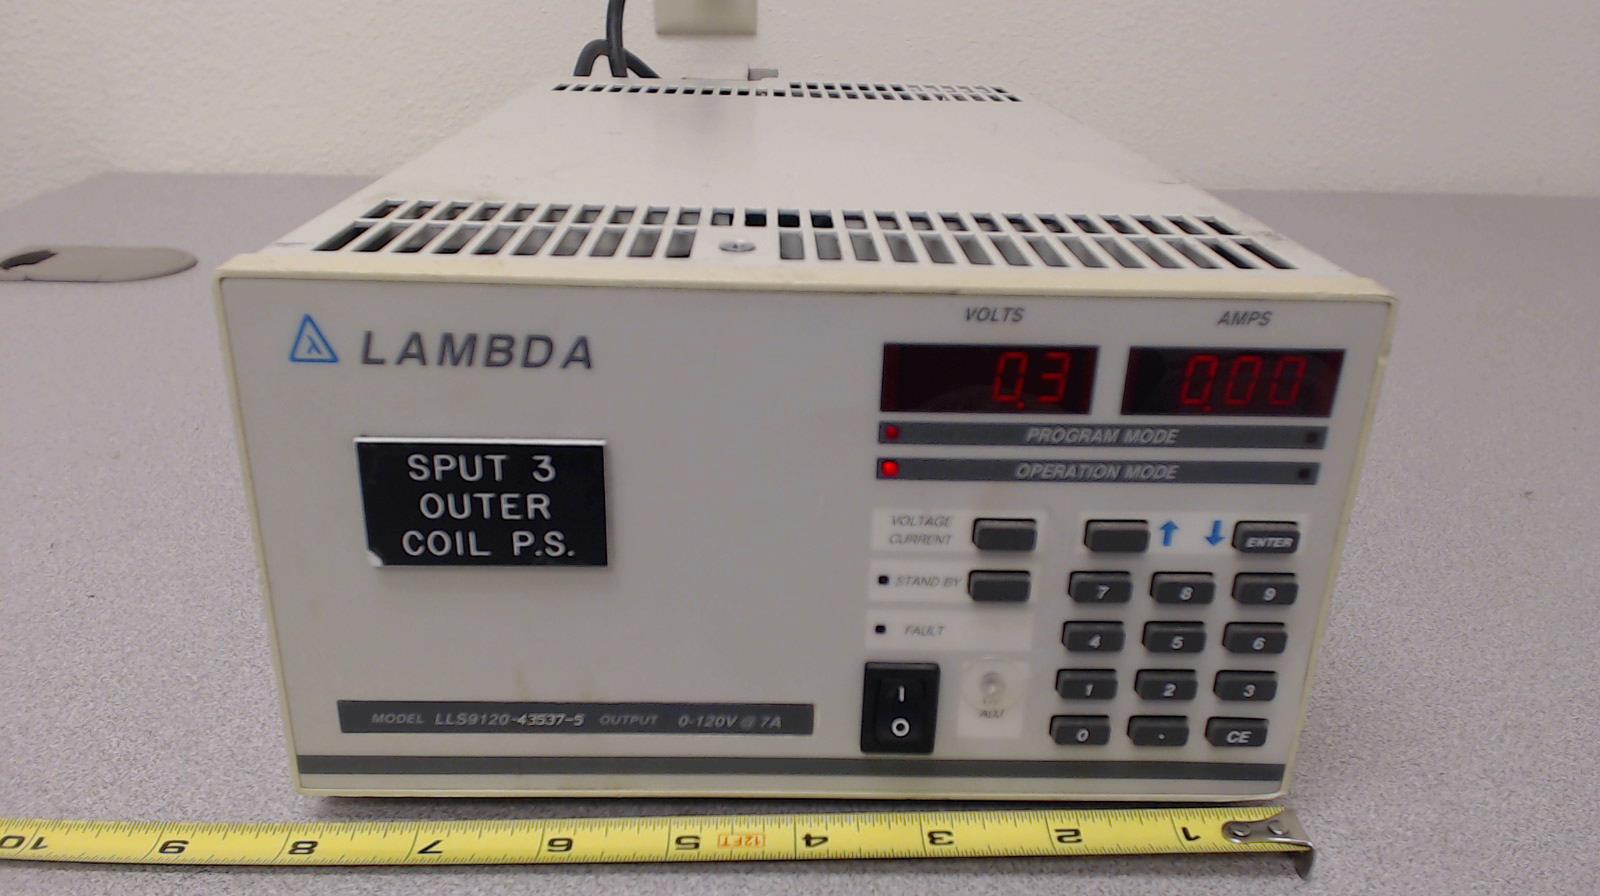 VOLTS AMPS
λ LAMBDA
0.3 0.00
PROGRAM MODE
OPERATION MODE
SPUT 3
OUTER
COIL P.S.
VOLTAGE
CURRENT
ENTER
STAND BY
7 8 9
FAULT
4 5 6
I
O
ADJ
1 2 3
0 . CE
MODEL LLS9120-43537-5 OUTPUT 0-120V @ 7A
10 9 8 7 6 5 12FT 4 3 2 1